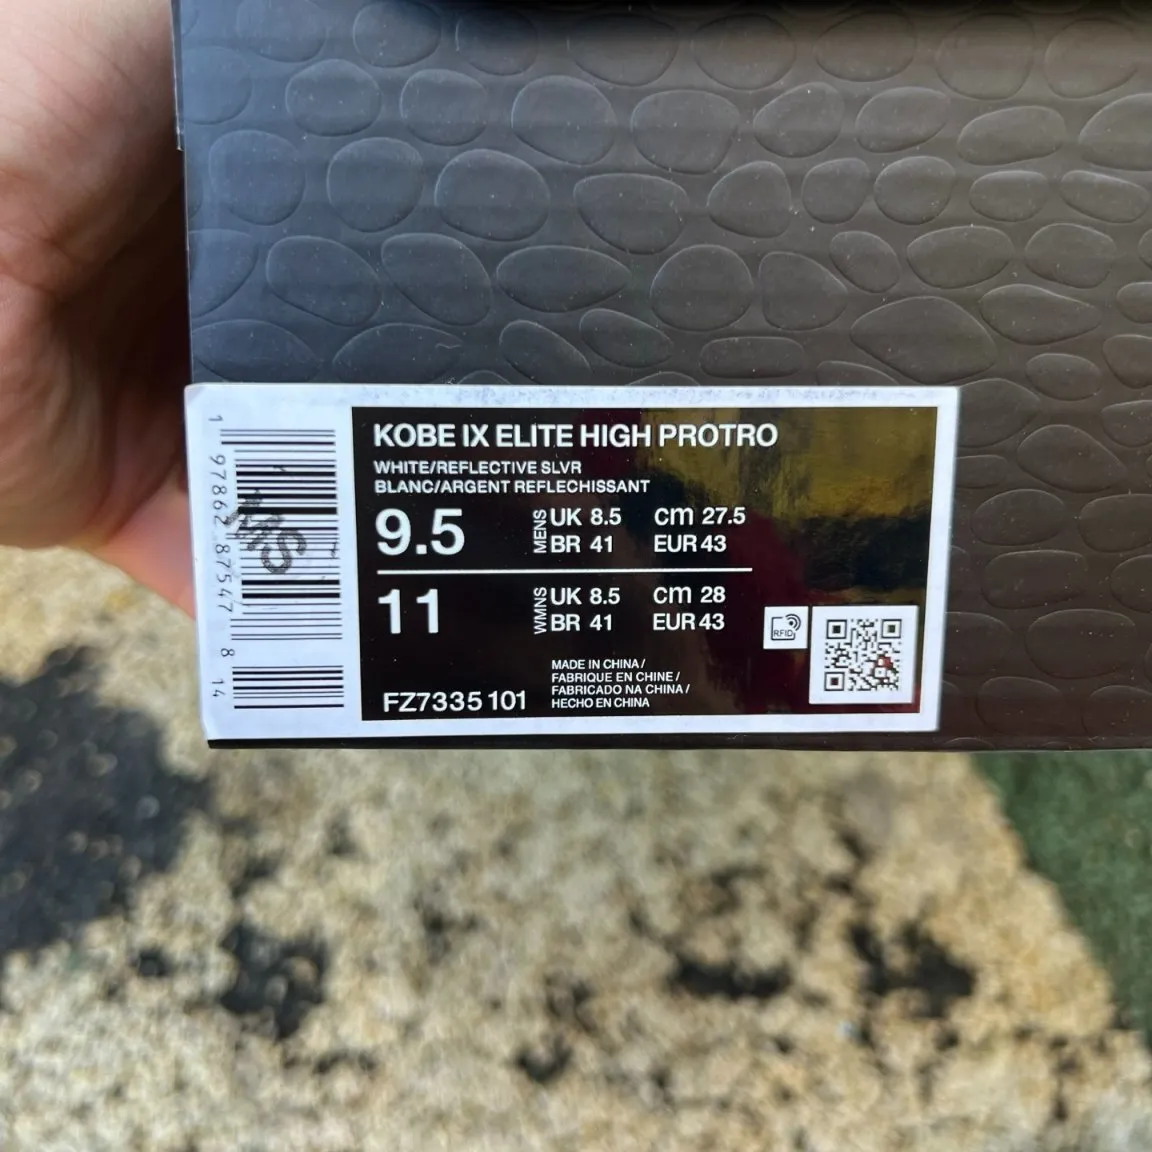 KOBE IX ELITE HIGH PROTRO
WHITE/REFLECTIVE SLVR
BLANC/ARGENT REFLECHISSANT
9.5 MENS UK 8.5 cm 27.5
BR 41 EUR 43
11 WMNS UK 8.5 cm 28
BR 41 EUR 43
RFID
MADE IN CHINA /
FABRIQUE EN CHINE /
FABRICADO NA CHINA /
HECHO EN CHINA
FZ7335 101
1 97862 87547 8 14
MS